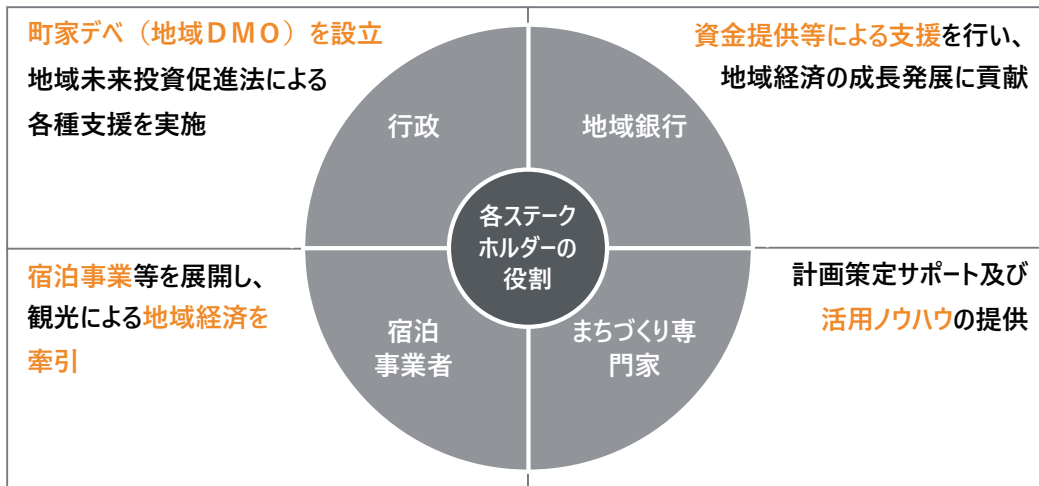 町家デベ（地域ＤＭＯ）を設立
地域未来投資促進法による
各種支援を実施
行政
地域銀行
資金提供等による支援を行い、
地域経済の成長発展に貢献
各ステーク
ホルダーの
役割
宿泊事業等を展開し、
観光による地域経済を
牽引
宿泊
事業者
まちづくり専
門家
計画策定サポート及び
活用ノウハウの提供